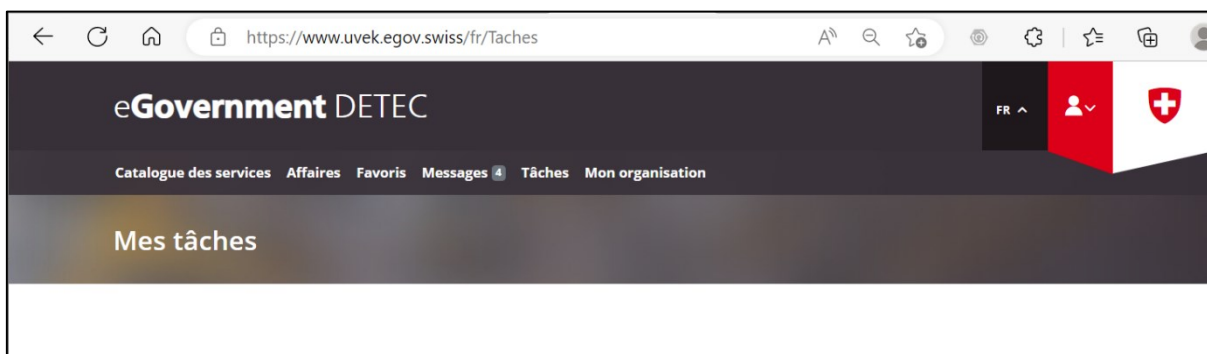 https://www.uvek.egov.swiss/fr/Taches
eGovernment DETEC
FR
Catalogue des services Affaires Favoris Messages 4 Tâches Mon organisation
Mes tâches